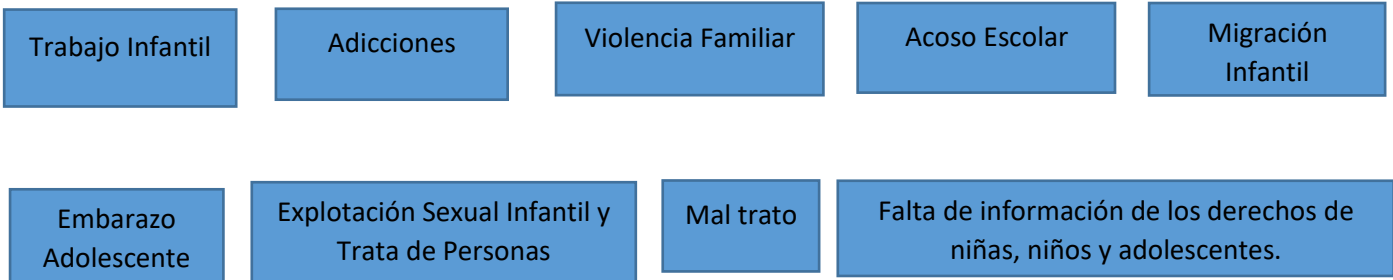 Trabajo Infantil
Adicciones
Violencia Familiar
Acoso Escolar
Migración
Infantil
Embarazo
Adolescente
Explotación Sexual Infantil y
Trata de Personas
Mal trato
Falta de información de los derechos de
niñas, niños y adolescentes.